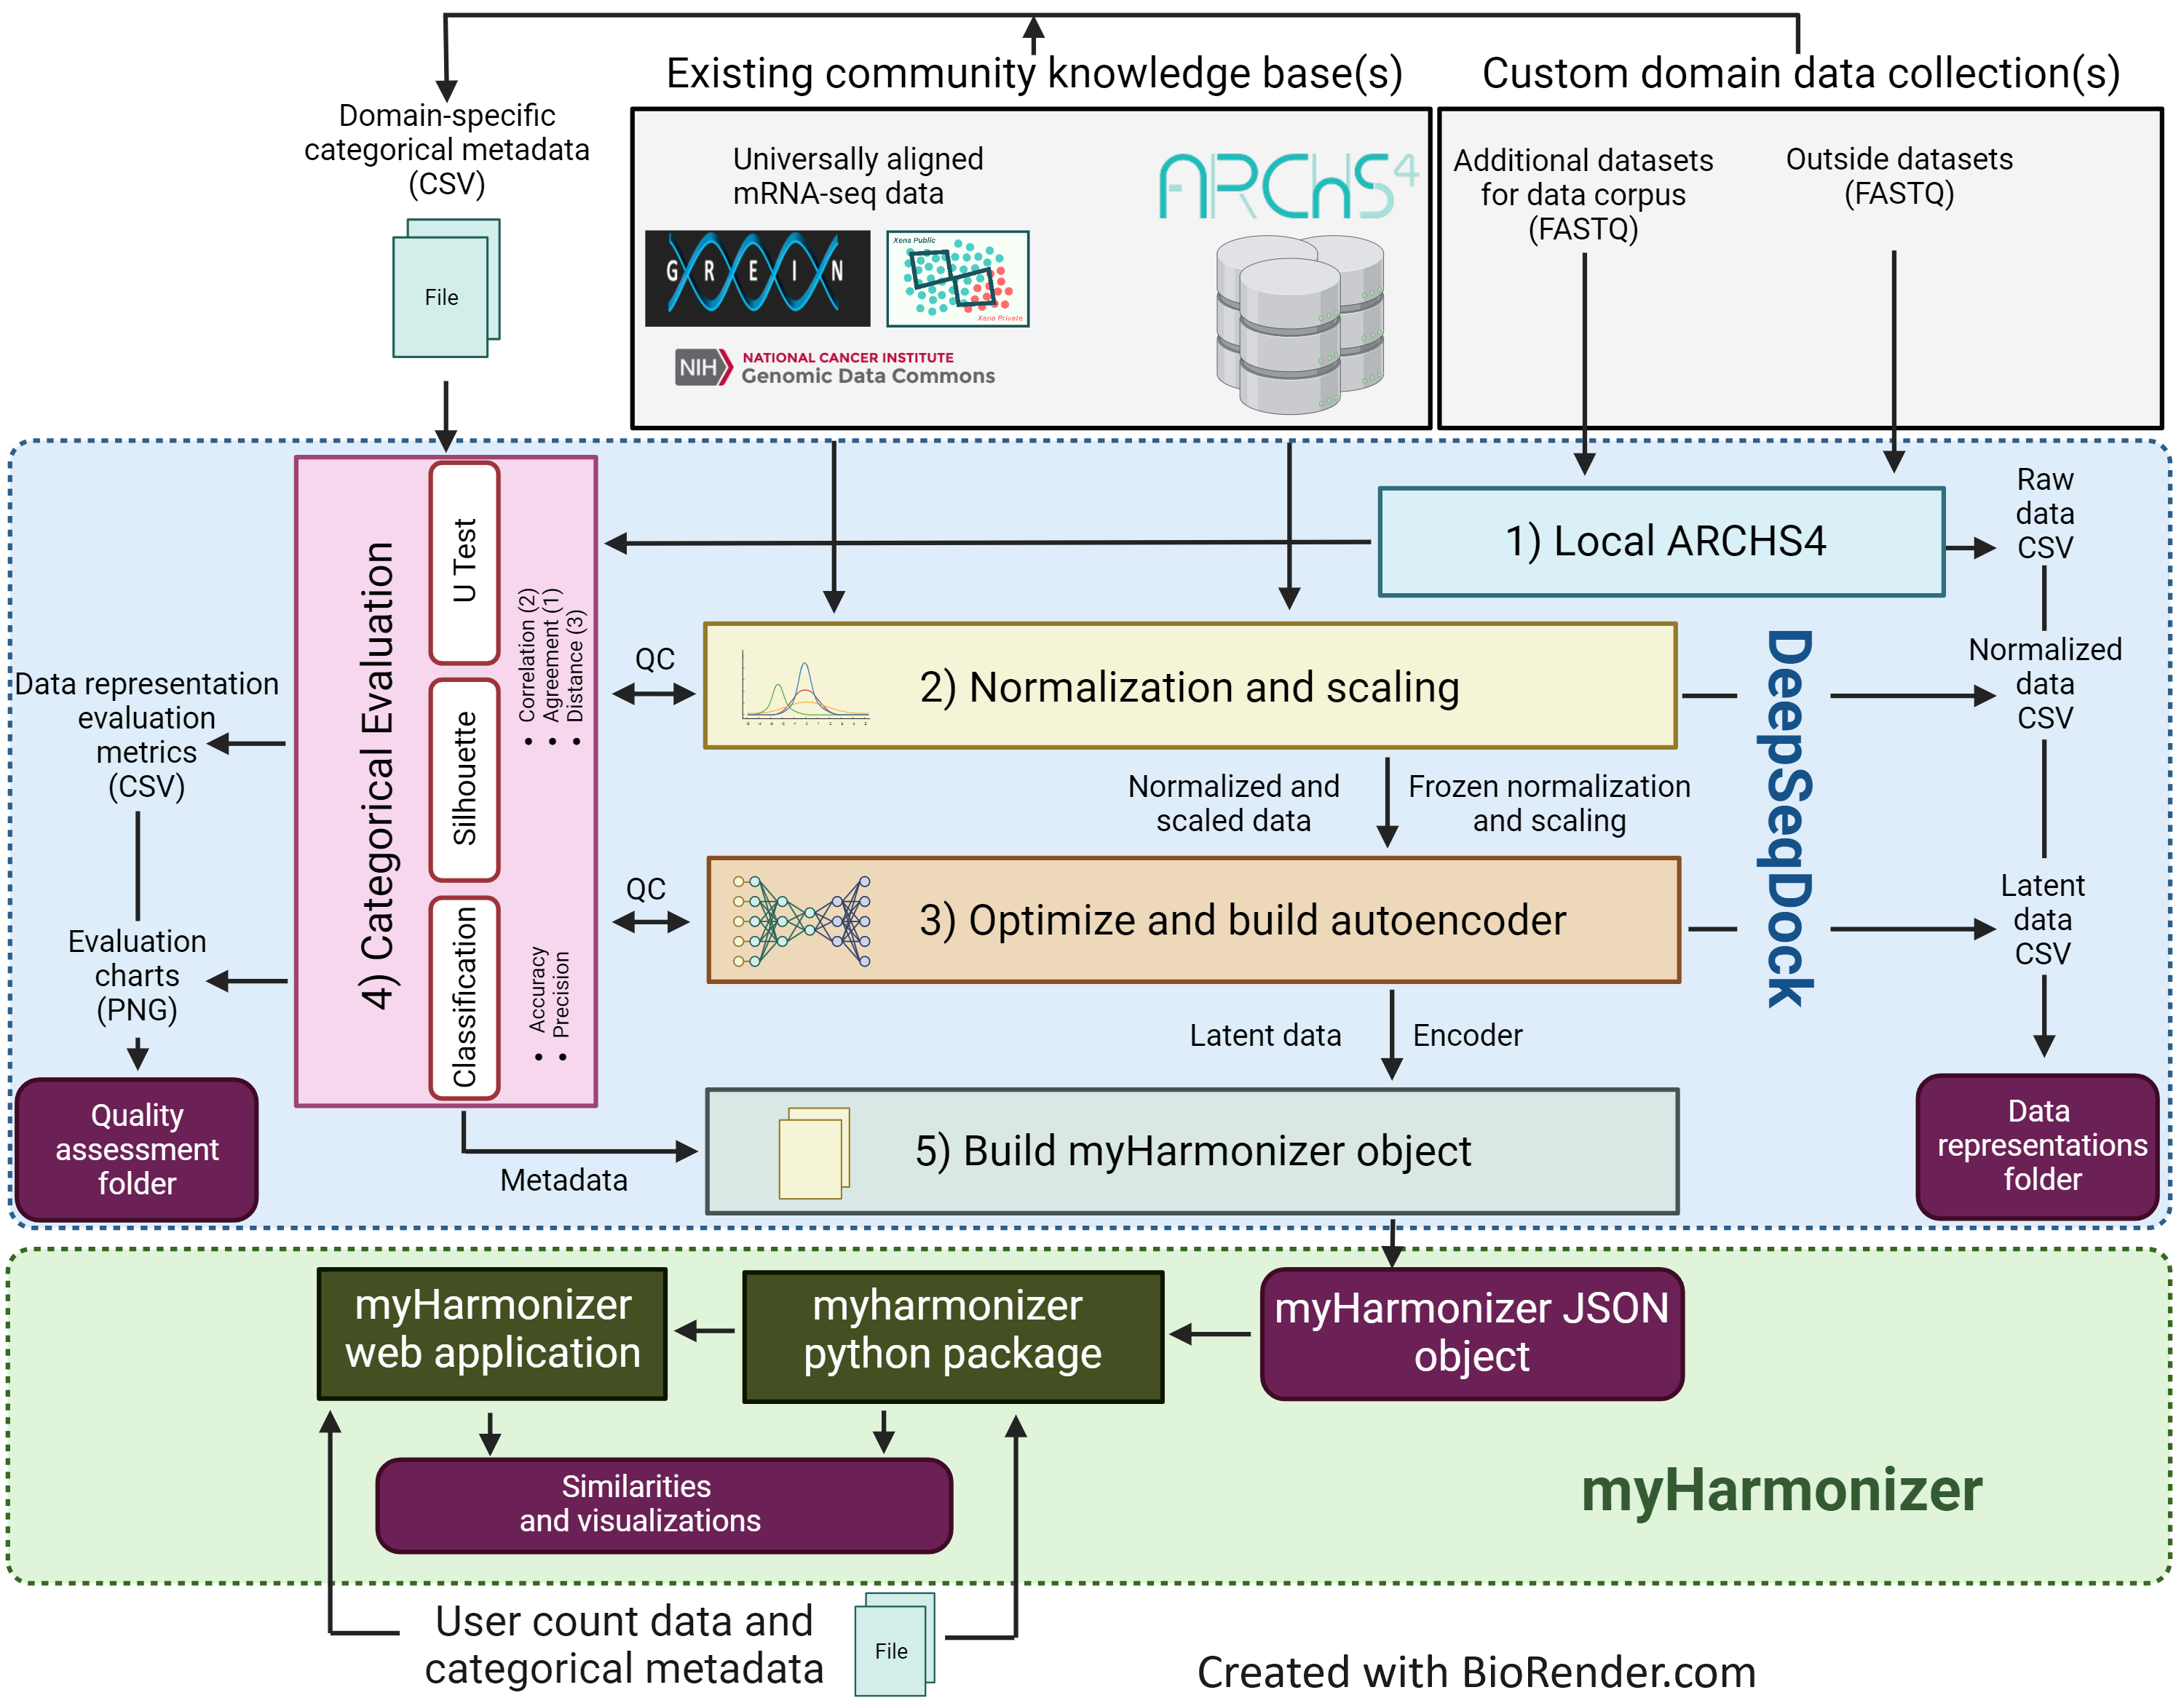 Existing community knowledge base(s)
Custom domain data collection(s)
Domain-specific
categorical metadata
(CSV)
File
Universally aligned
mRNA-seq data
ARCHS4
GREIN
Xena Public
Xena Private
NIH
NATIONAL CANCER INSTITUTE
Genomic Data Commons
Additional datasets
for data corpus
(FASTQ)
Outside datasets
(FASTQ)
1) Local ARCHS4
Raw
data
CSV
4) Categorical Evaluation
U Test
Silhouette
Classification
• Correlation (2)
• Agreement (1)
• Distance (3)
• Accuracy
• Precision
QC
2) Normalization and scaling
DeepSeqDock
Normalized
data
CSV
Data representation
evaluation
metrics
(CSV)
Normalized and
scaled data
Frozen normalization
and scaling
QC
3) Optimize and build autoencoder
Latent
data
CSV
Evaluation
charts
(PNG)
Latent data
Encoder
Quality
assessment
folder
Metadata
5) Build myHarmonizer object
Data
representations
folder
myHarmonizer
web application
myharmonizer
python package
myHarmonizer JSON
object
Similarities
and visualizations
myHarmonizer
User count data and
categorical metadata
File
Created with BioRender.com